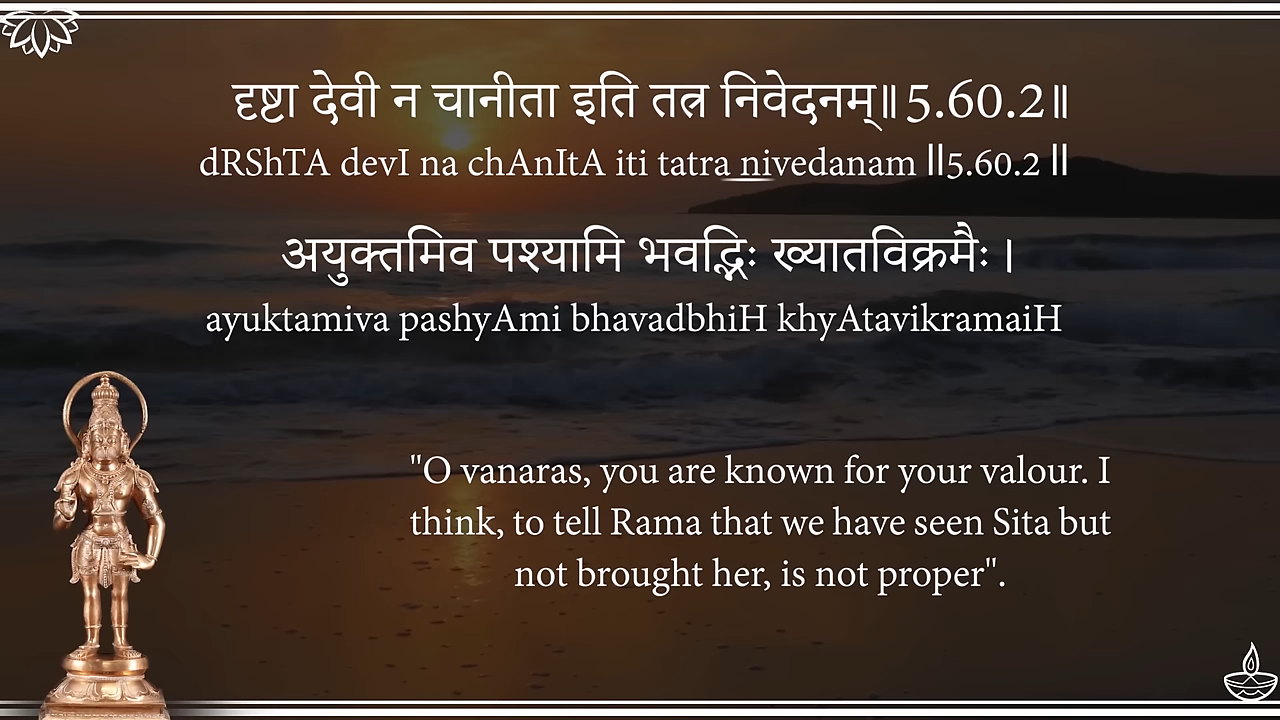 दृष्टा देवी न चानीता इति तत्र निवेदनम्॥5.60.2॥
dRShTA devI na chAnItA iti tatra nivedanam ||5.60.2 ||
अयुक्तमिव पश्यामि भवद्भिः ख्यातविक्रमैः ।
ayuktamiva pashyAmi bhavadbhiH khyAtavikramaiH
"O vanaras, you are known for your valour. I
think, to tell Rama that we have seen Sita but
not brought her, is not proper".